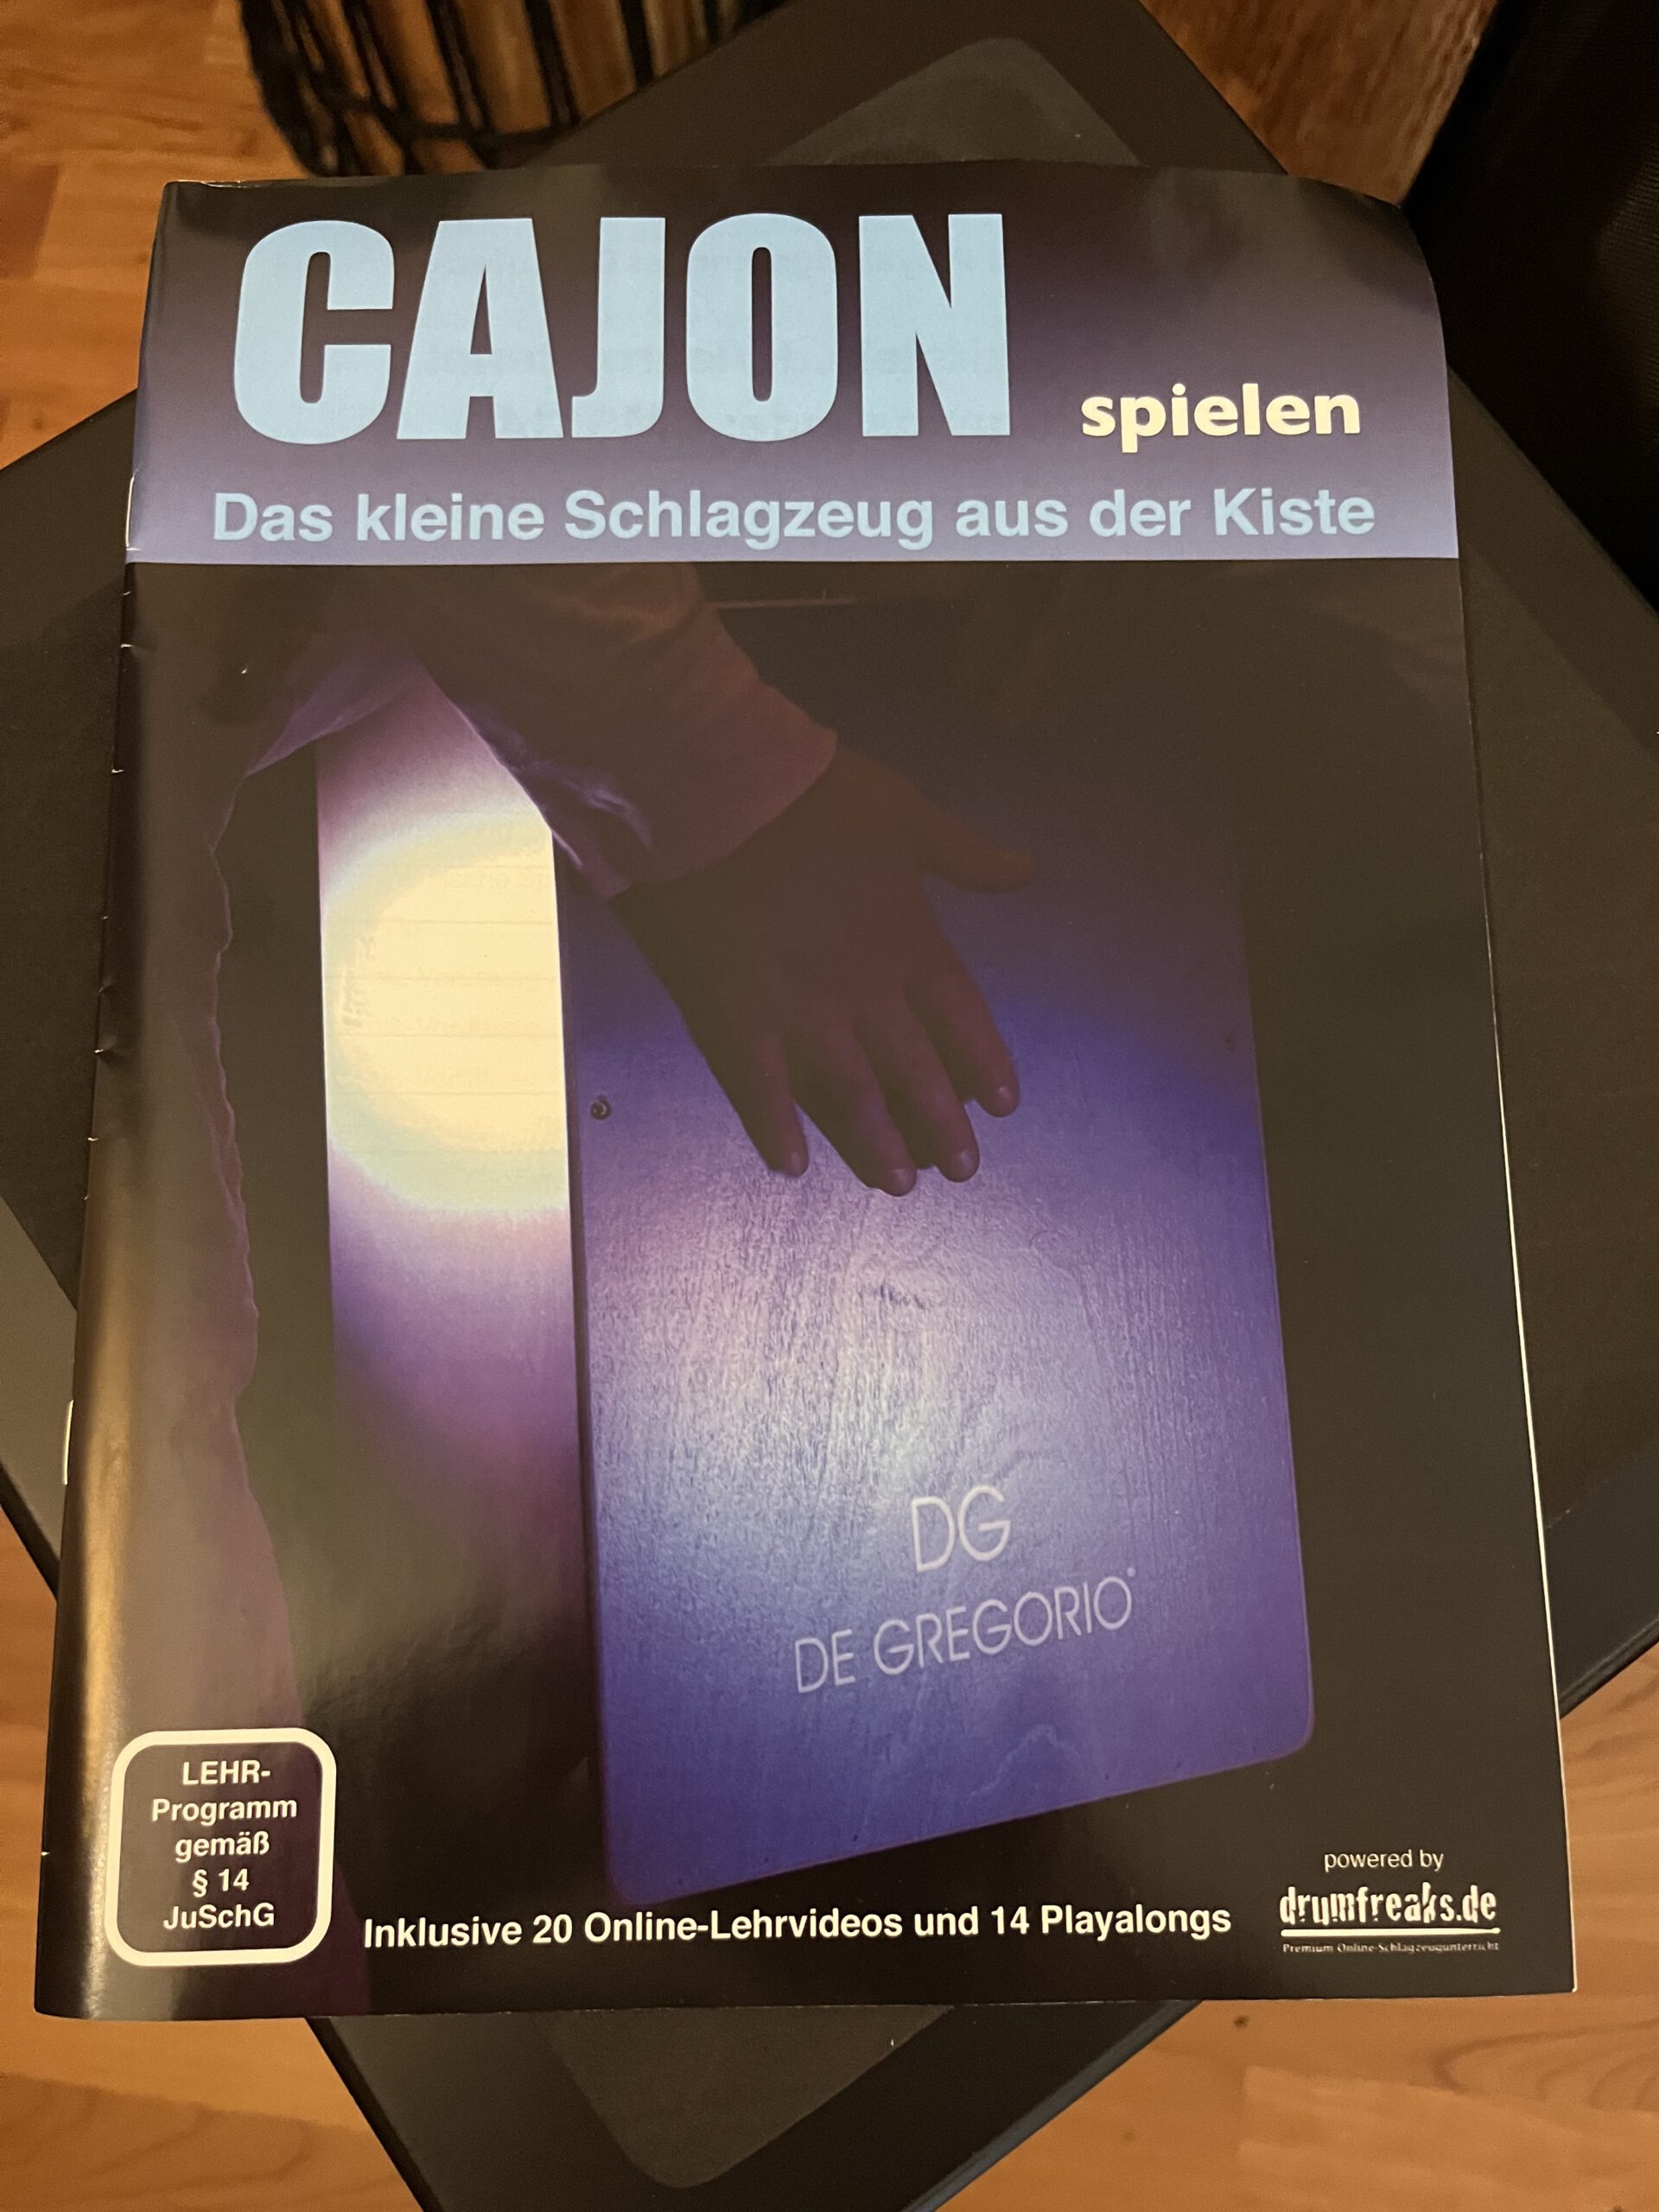 CAJON spielen
Das kleine Schlagzeug aus der Kiste
DG
DE GREGORIO®
LEHR-
Programm
gemäß
§ 14
JuSchG
Inklusive 20 Online-Lehrvideos und 14 Playalongs
powered by
drumfreaks.de
Premium Online-Schlagzeugunterricht